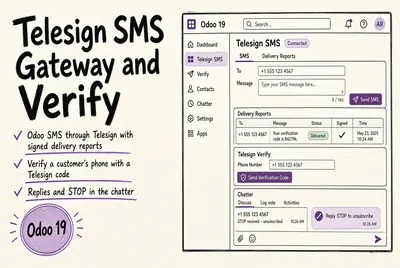 Telesign SMS
Gateway and
Verify
Odoo SMS through Telesign with
signed delivery reports
Verify a customer's phone with a
Telesign code
Replies and STOP in the chatter
Odoo 19
Odoo 19
Search...
AR
Dashboard
Telesign SMS
Verify
Contacts
Chatter
Settings
Apps
Telesign SMS Connected
SMS Delivery Reports
To +1 555 123 4567
Message Type your SMS message here...
0 / 160 Send SMS
Delivery Reports
To Message Status Signed Time
+1 555 123 4567 Your verification code is 842196. Delivered May 23, 2025 10:24 AM
Telesign Verify
Phone Number +1 555 123 4567
Send Verification Code
Chatter
Discuss Log note Activities
+1 555 123 4567
STOP received – unsubscribed 10:26 AM
Reply STOP to unsubscribe
10:26 AM